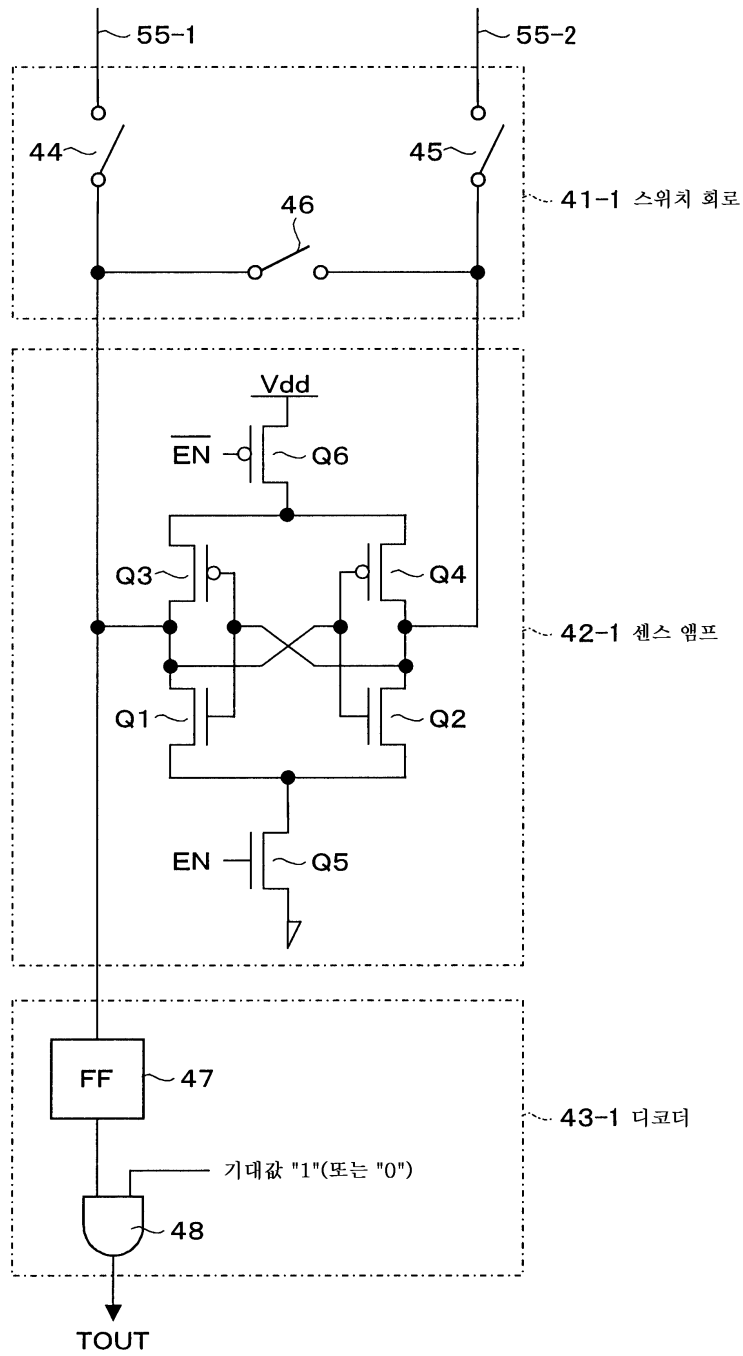 55-1
55-2
44
45
41-1 스위치 회로
46
Vdd
EN
Q6
Q3
Q4
42-1 센스 앰프
Q1
Q2
EN
Q5
FF
47
43-1 디코더
기대값 "1"(또는 "0")
48
TOUT